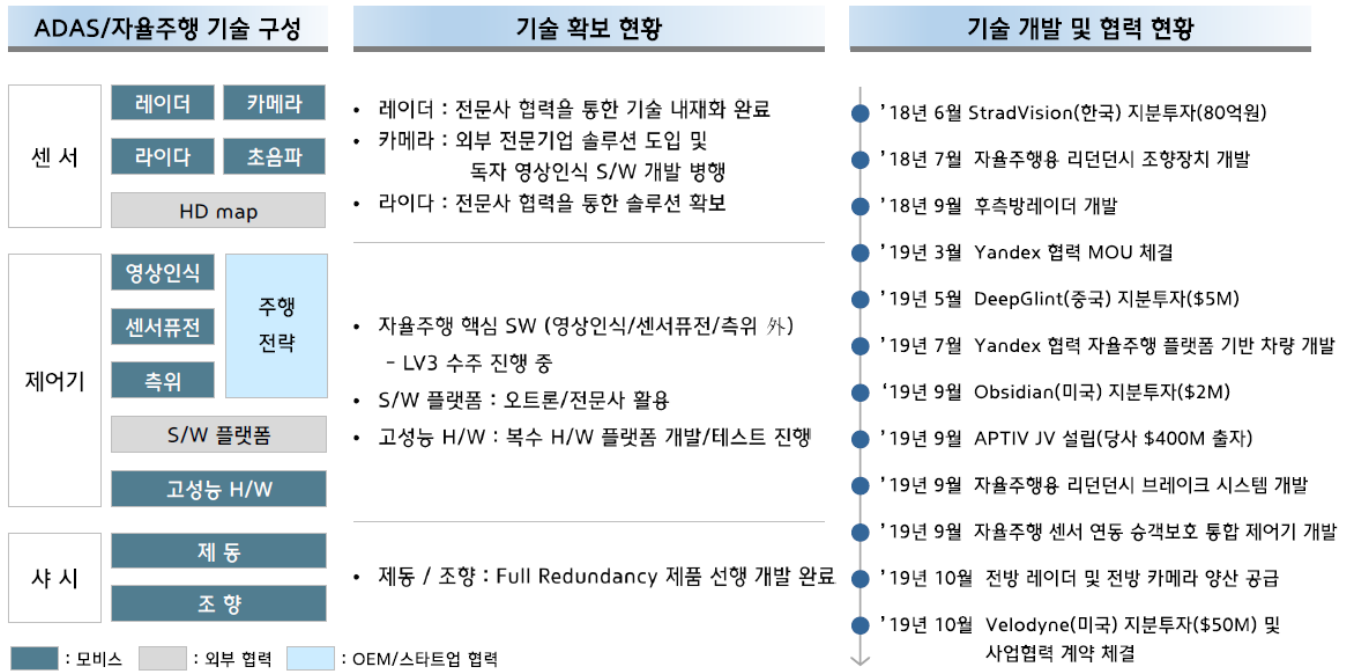 ADAS/자율주행 기술 구성
센 서
레이더
카메라
라이다
초음파
HD map
제어기
영상인식
센서퓨전
측위
주행
전략
S/W 플랫폼
고성능 H/W
샤 시
제 동
조 향
: 모비스
: 외부 협력
: OEM/스타트업 협력
기술 확보 현황
• 레이더 : 전문사 협력을 통한 기술 내재화 완료
• 카메라 : 외부 전문기업 솔루션 도입 및
독자 영상인식 S/W 개발 병행
• 라이다 : 전문사 협력을 통한 솔루션 확보
• 자율주행 핵심 SW (영상인식/센서퓨전/측위 外)
- LV3 수주 진행 중
• S/W 플랫폼 : 오트론/전문사 활용
• 고성능 H/W : 복수 H/W 플랫폼 개발/테스트 진행
• 제동 / 조향 : Full Redundancy 제품 선행 개발 완료
기술 개발 및 협력 현황
’18년 6월 StradVision(한국) 지분투자(80억원)
’18년 7월 자율주행용 리던던시 조향장치 개발
’18년 9월 후측방레이더 개발
’19년 3월 Yandex 협력 MOU 체결
’19년 5월 DeepGlint(중국) 지분투자($5M)
’19년 7월 Yandex 협력 자율주행 플랫폼 기반 차량 개발
‘19년 9월 Obsidian(미국) 지분투자($2M)
’19년 9월 APTIV JV 설립(당사 $400M 출자)
’19년 9월 자율주행용 리던던시 브레이크 시스템 개발
’19년 9월 자율주행 센서 연동 승객보호 통합 제어기 개발
’19년 10월 전방 레이더 및 전방 카메라 양산 공급
’19년 10월 Velodyne(미국) 지분투자($50M) 및
사업협력 계약 체결